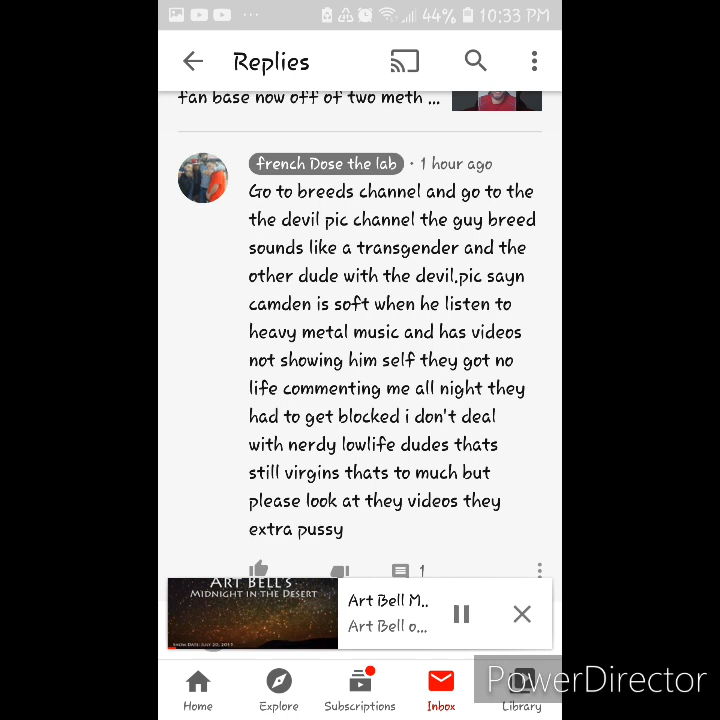 44% 10:33 PM
Replies
fan base now off of two meth ...
french Dose the lab • 1 hour ago
Go to breeds channel and go to the
the devil pic channel the guy breed
sounds like a transgender and the
other dude with the devil.pic sayn
camden is soft when he listen to
heavy metal music and has videos
not showing him self they got no
life commenting me all night they
had to get blocked i don't deal
with nerdy lowlife dudes thats
still virgins thats to much but
please look at they videos they
extra pussy
1
ART BELL'S
MIDNIGHT IN THE DESERT
SHOW DATE: JULY 20, 2015
Art Bell M..
Art Bell o...
Home Explore Subscriptions Inbox Library
PowerDirector